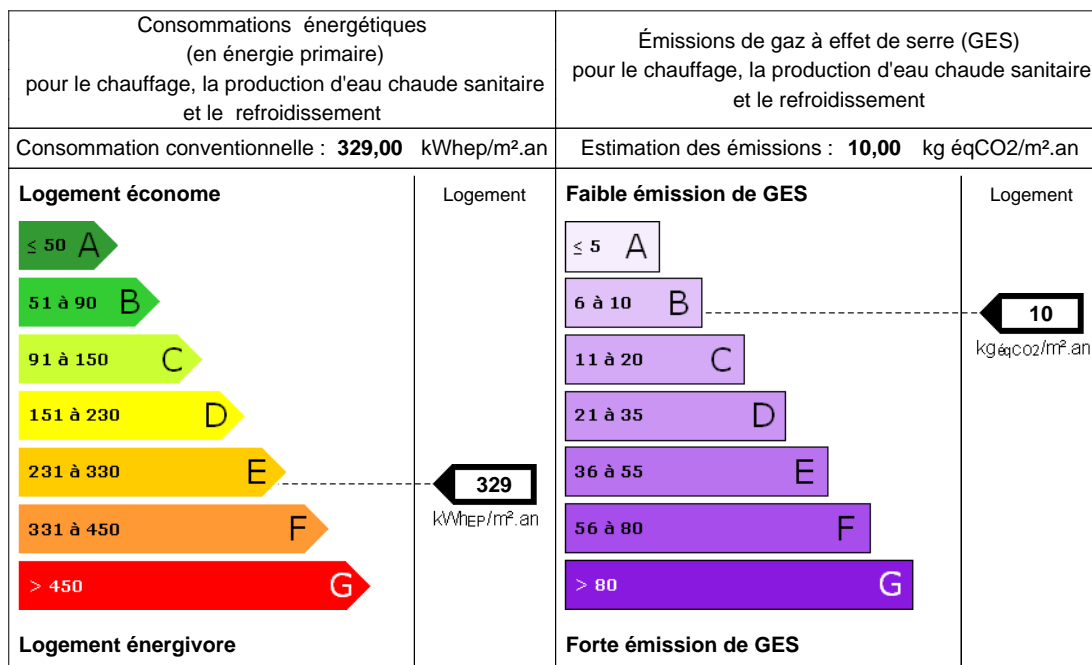 Consommations énergétiques
(en énergie primaire)
pour le chauffage, la production d'eau chaude sanitaire
et le refroidissement
Émissions de gaz à effet de serre (GES)
pour le chauffage, la production d'eau chaude sanitaire
et le refroidissement
Consommation conventionnelle : 329,00 kWhep/m².an
Estimation des émissions : 10,00 kg éqCO2/m².an
Logement économe
Logement
≤ 50 A
51 à 90 B
91 à 150 C
151 à 230 D
231 à 330 E
331 à 450 F
> 450 G
329
kWhEP/m².an
Logement énergivore
Faible émission de GES
Logement
≤ 5 A
6 à 10 B
11 à 20 C
21 à 35 D
36 à 55 E
56 à 80 F
> 80 G
10
kgéqCO2/m².an
Forte émission de GES